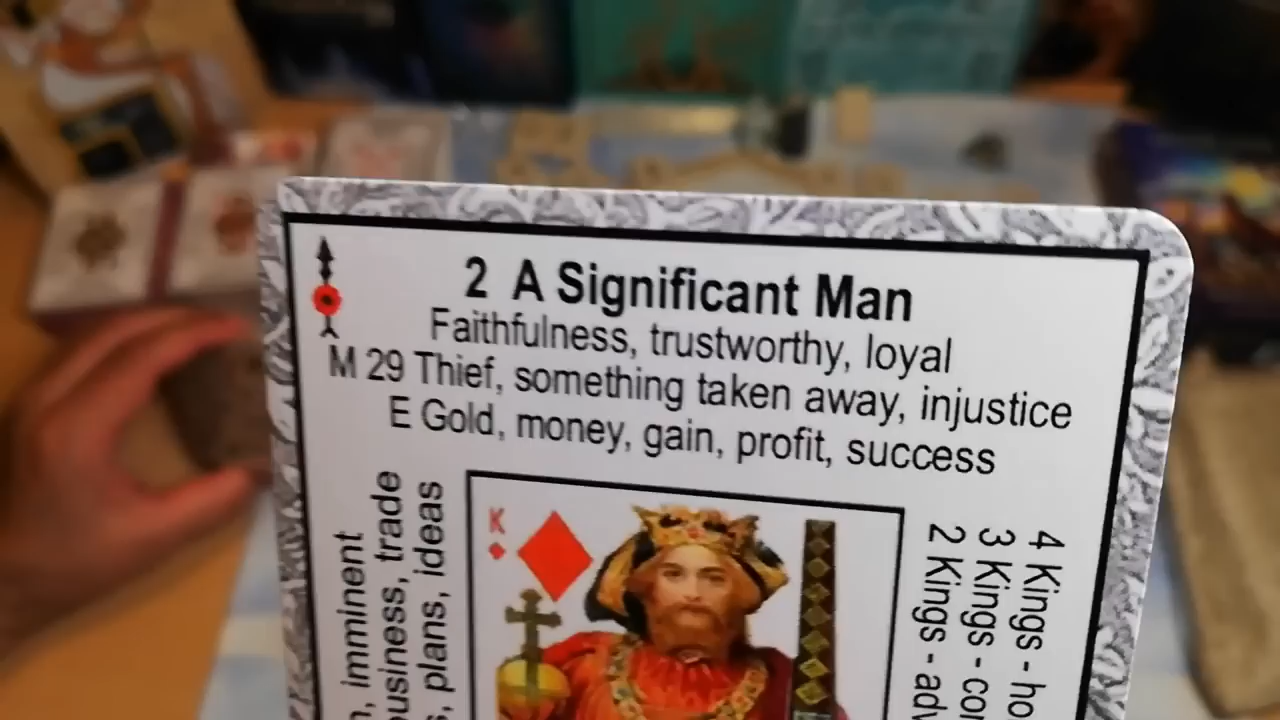 2 A Significant Man
Faithfulness, trustworthy, loyal
M 29 Thief, something taken away, injustice
E Gold, money, gain, profit, success
imminent
business, trade
plans, ideas
K
4 Kings - ho
3 Kings - cor
2 Kings - adv